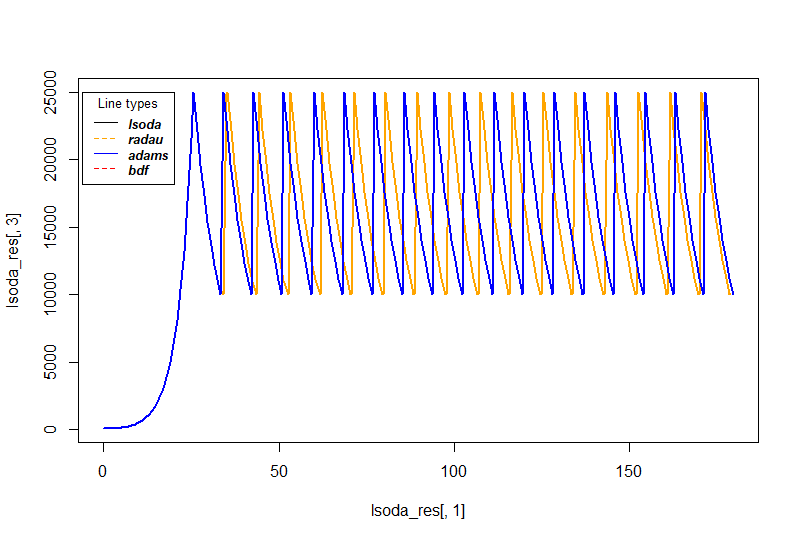 Line types
lsoda
radau
adams
bdf
lsoda_res[, 3]
25000
20000
15000
10000
5000
0
0 50 100 150
lsoda_res[, 1]